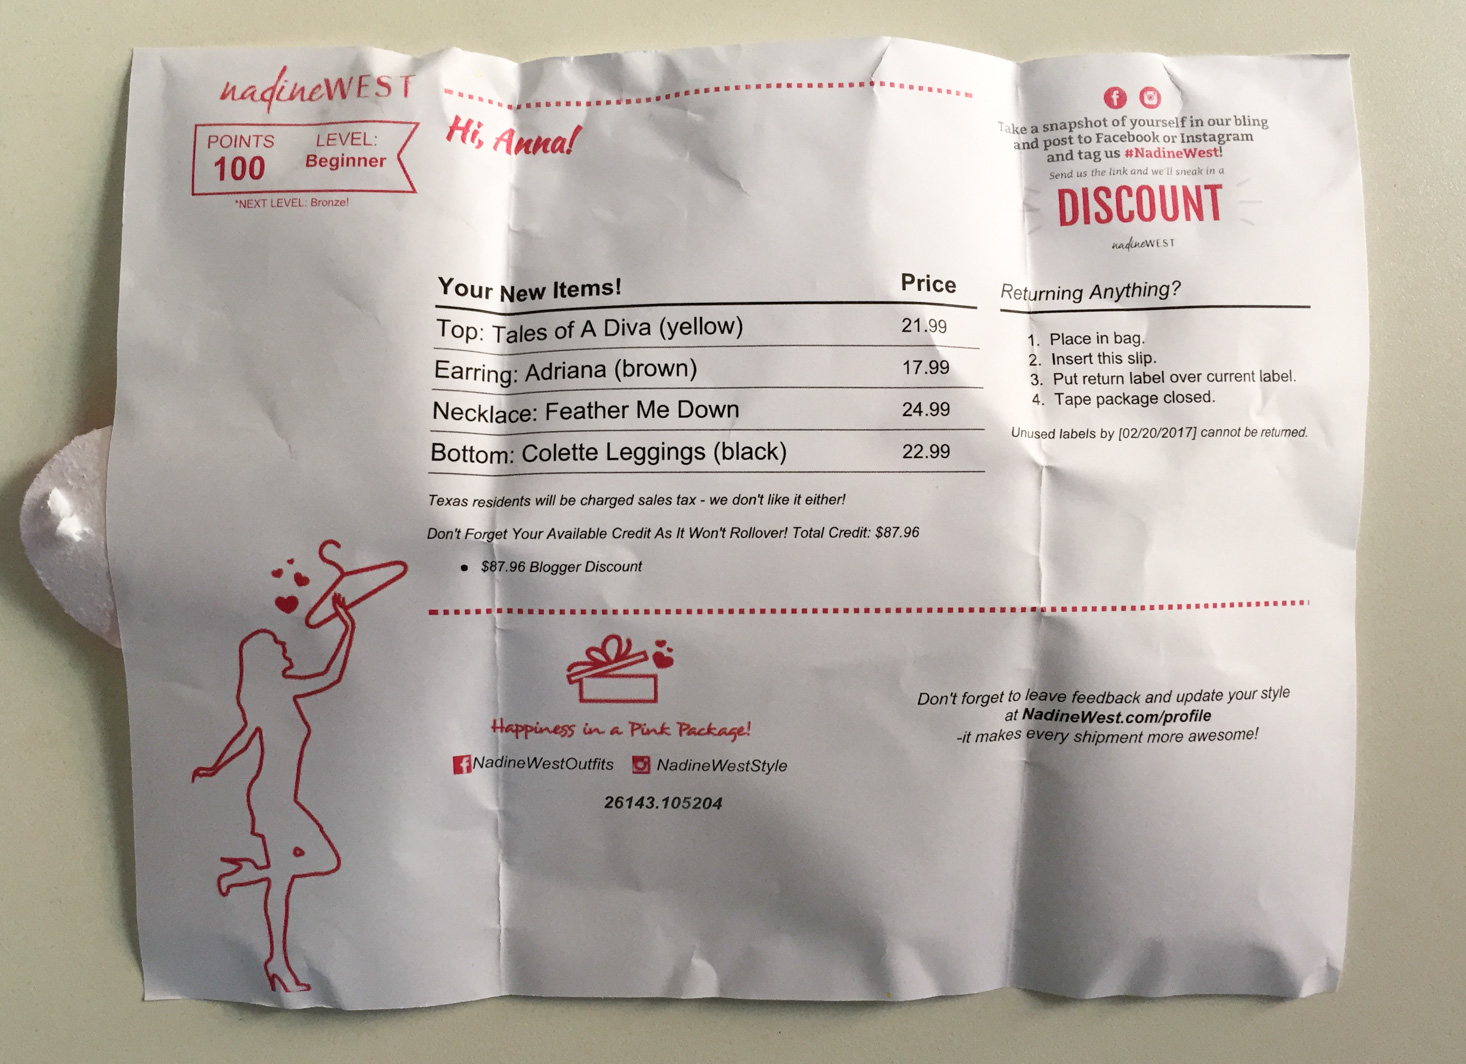 nadineWEST
POINTS LEVEL:
100 Beginner
*NEXT LEVEL: Bronze!
Hi, Anna!
Take a snapshot of yourself in our bling
and post to Facebook or Instagram
and tag us #NadineWest!
Send us the link and we'll sneak in a
DISCOUNT
nadineWEST
Your New Items! Price
Top: Tales of A Diva (yellow) 21.99
Earring: Adriana (brown) 17.99
Necklace: Feather Me Down 24.99
Bottom: Colette Leggings (black) 22.99
Texas residents will be charged sales tax - we don't like it either!
Don't Forget Your Available Credit As It Won't Rollover! Total Credit: $87.96
• $87.96 Blogger Discount
Returning Anything?
1. Place in bag.
2. Insert this slip.
3. Put return label over current label.
4. Tape package closed.
Unused labels by [02/20/2017] cannot be returned.
Happiness in a Pink Package!
NadineWestOutfits NadineWestStyle
26143.105204
Don't forget to leave feedback and update your style
at NadineWest.com/profile
-it makes every shipment more awesome!